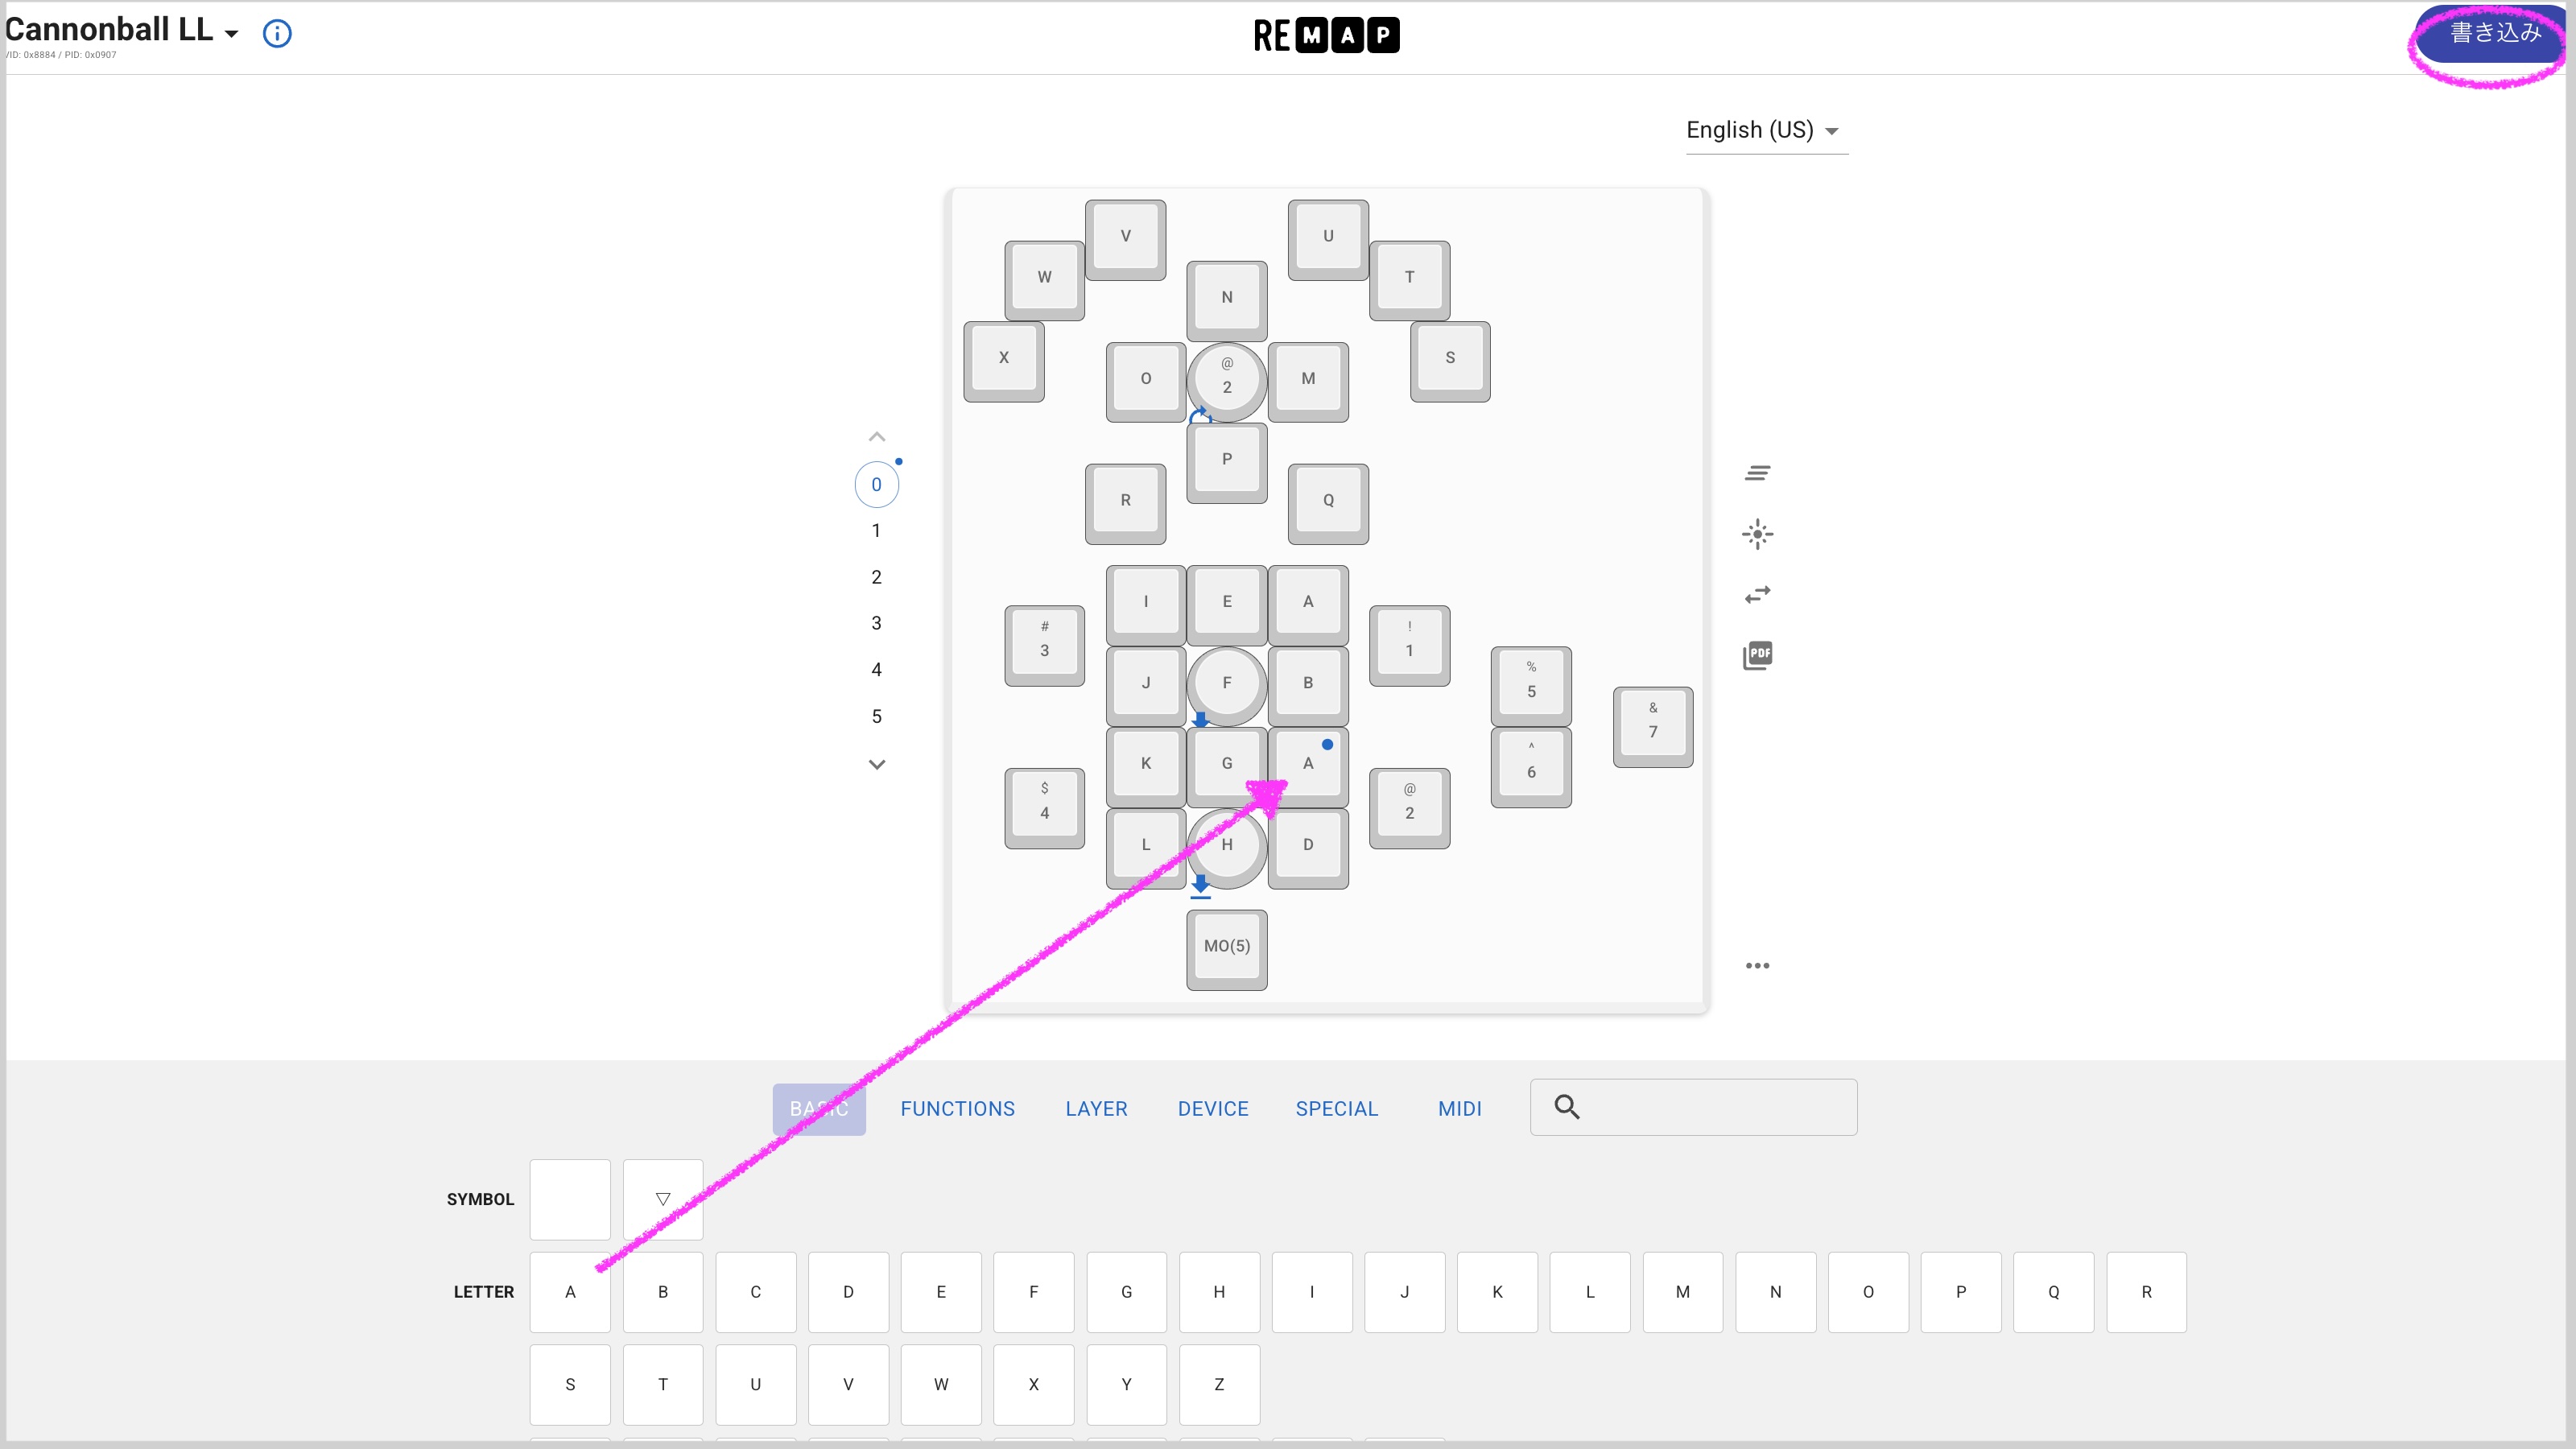 Cannonball LL
VID: 0x8884 / PID: 0x0907
REMAP
書き込み
English (US)
V
U
W
T
N
X
S
O
@
2
M
P
R
Q
0
1
2
3
4
5
I
E
A
#
3
!
1
J
F
B
%
5
&
7
K
G
A
^
6
$
4
@
2
L
H
D
MO(5)
PDF
BASIC
FUNCTIONS
LAYER
DEVICE
SPECIAL
MIDI
SYMBOL
▽
LETTER
A B C D E F G H I J K L M N O P Q R
S T U V W X Y Z